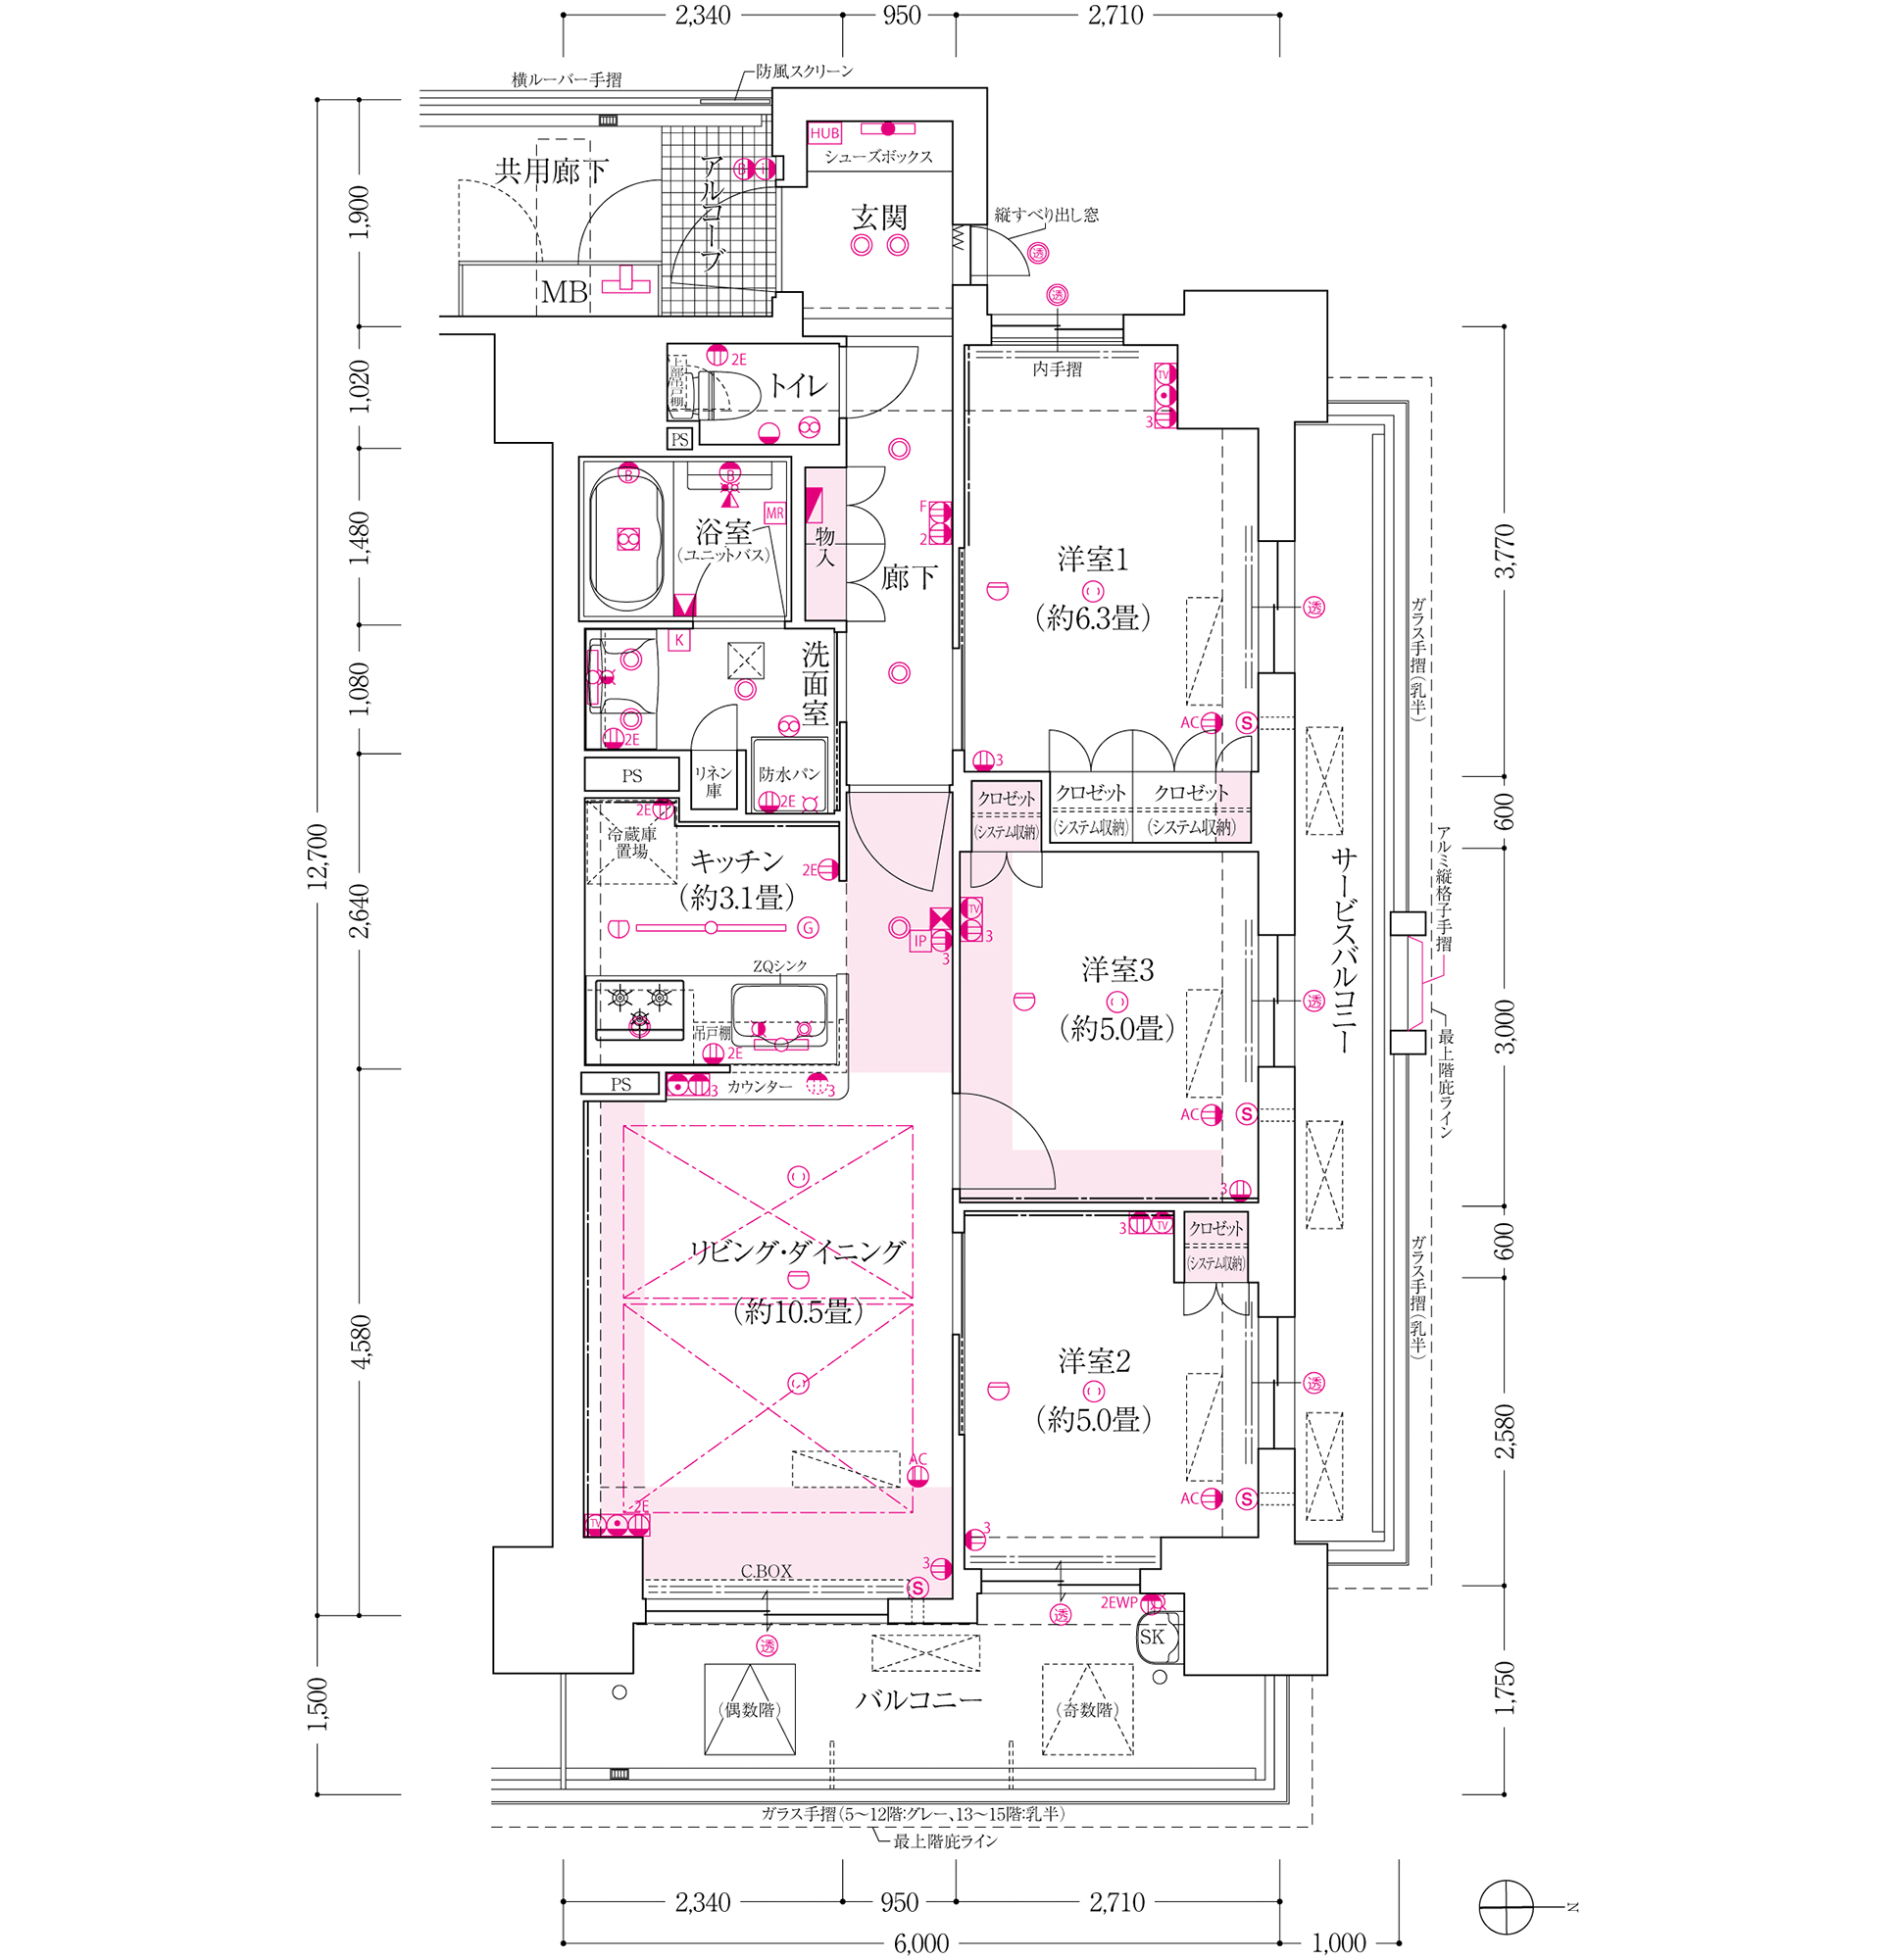 2,340
950
2,710
横ルーバー手摺
防風スクリーン
共用廊下
アルコーブ
B
i
HUB
シューズボックス
玄関
縦すべり出し窓
透
透
MB
1,900
1,020
1,480
1,080
2,640
4,580
12,700
1,500
上部吊戸棚
2E
トイレ
PS
内手摺
TV
3
B
B
MR
浴室
(ユニットバス)
物入
F
2
廊下
洋室1
(約6.3畳)
透
K
洗面室
2E
AC
S
3
PS
リネン庫
防水パン
2E
クロゼット
(システム収納)
クロゼット
(システム収納)
クロゼット
(システム収納)
2E
冷蔵庫置場
キッチン
(約3.1畳)
2E
G
IP
3
TV
3
洋室3
(約5.0畳)
透
ZQシンク
吊戸棚
2E
PS
3
カウンター
3
AC
S
3
リビング・ダイニング
(約10.5畳)
3
TV
クロゼット
(システム収納)
洋室2
(約5.0畳)
透
AC
2E
TV
AC
S
3
3
C.BOX
S
透
透
2EWP
SK
バルコニー
(偶数階)
(奇数階)
ガラス手摺(5〜12階:グレー、13〜15階:乳半)
最上階庇ライン
サービスバルコニー
ガラス手摺(乳半)
アルミ縦格子手摺
最上階庇ライン
ガラス手摺(乳半)
3,770
600
3,000
600
2,580
1,750
2,340
950
2,710
6,000
1,000
N